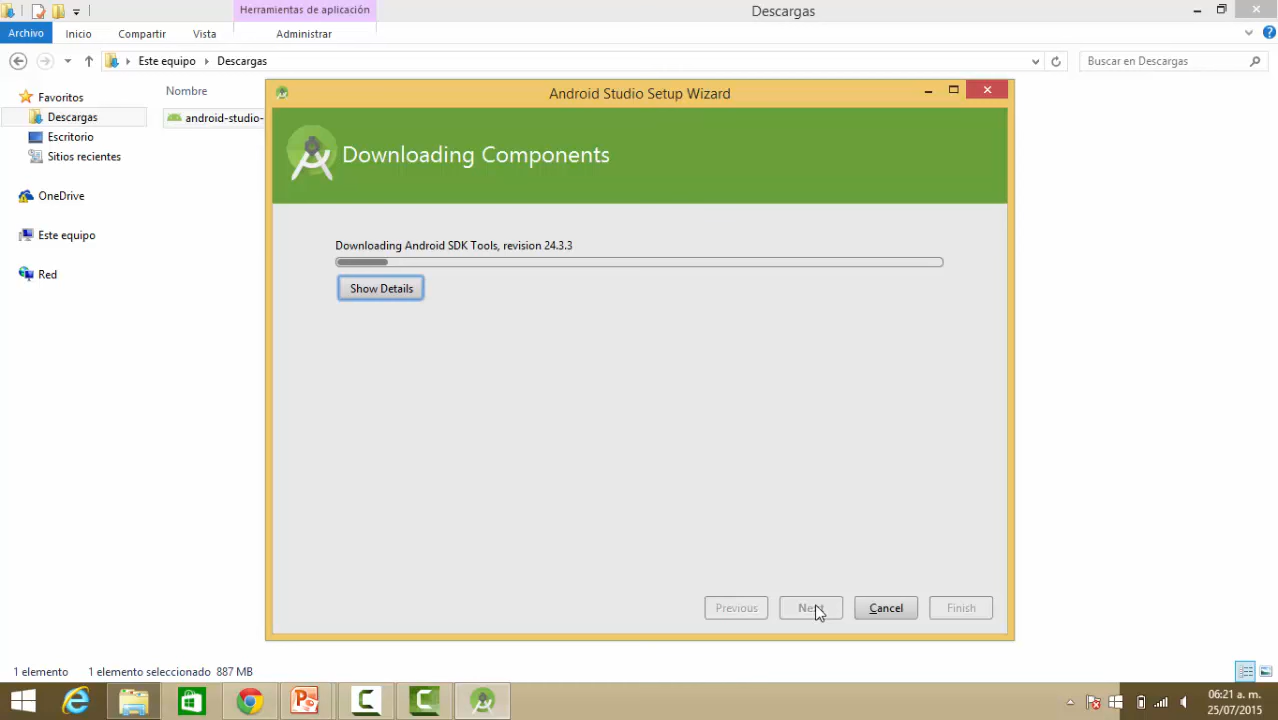 Herramientas de aplicación
Descargas
Archivo
Inicio
Compartir
Vista
Administrar
Este equipo
Descargas
Buscar en Descargas
Favoritos
Descargas
Escritorio
Sitios recientes
OneDrive
Este equipo
Red
Nombre
android-studio-
Android Studio Setup Wizard
Downloading Components
Downloading Android SDK Tools, revision 24.3.3
Show Details
Previous
Cancel
Finish
1 elemento
1 elemento seleccionado 887 MB
06:21 a. m.
25/07/2015